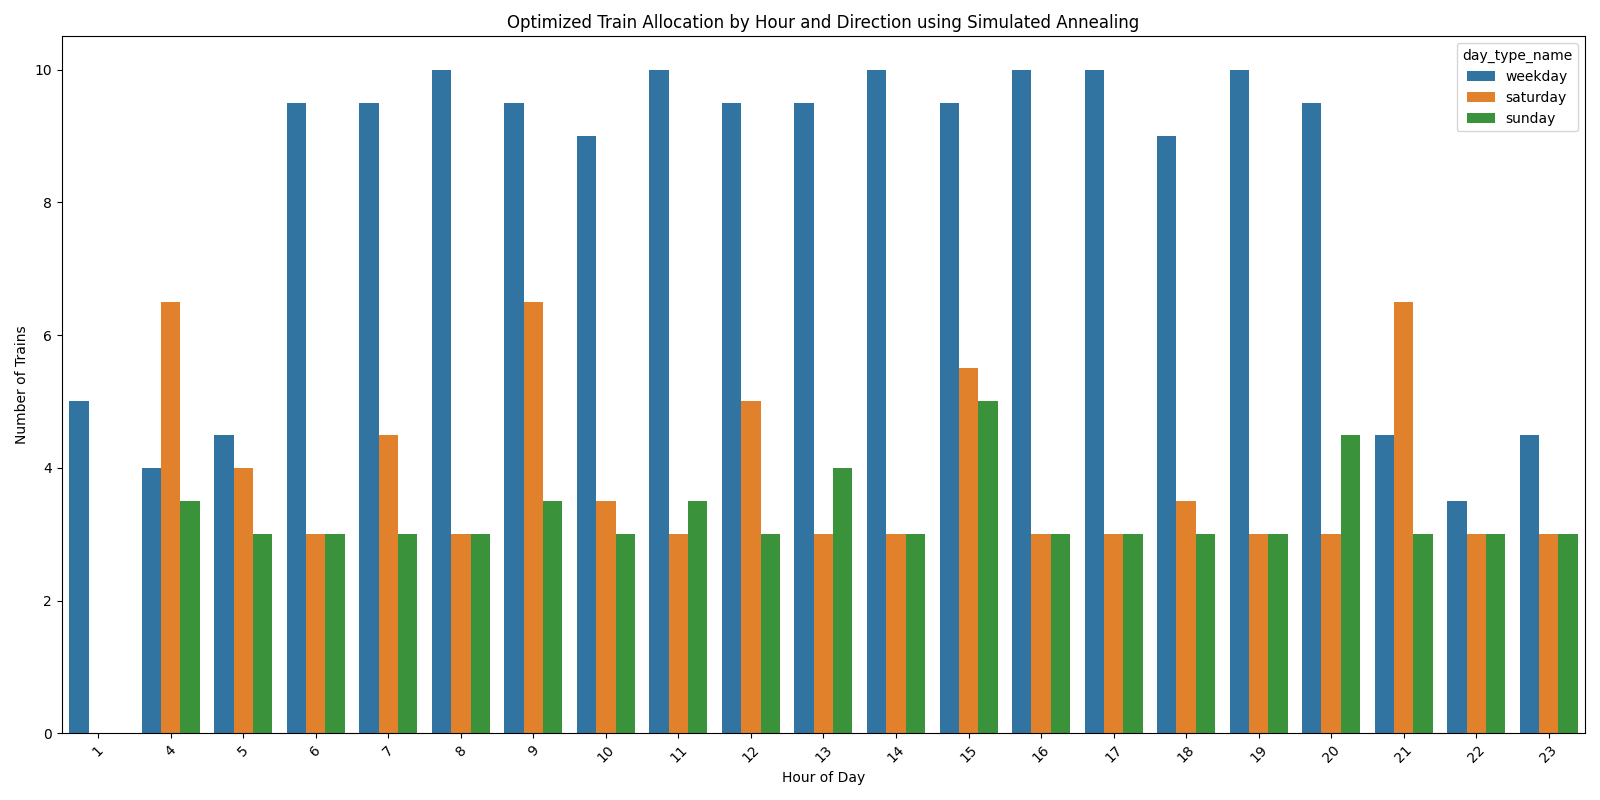 Optimized Train Allocation by Hour and Direction using Simulated Annealing
day_type_name
weekday
saturday
sunday
Number of Trains
10
8
6
4
2
0
1 4 5 6 7 8 9 10 11 12 13 14 15 16 17 18 19 20 21 22 23
Hour of Day